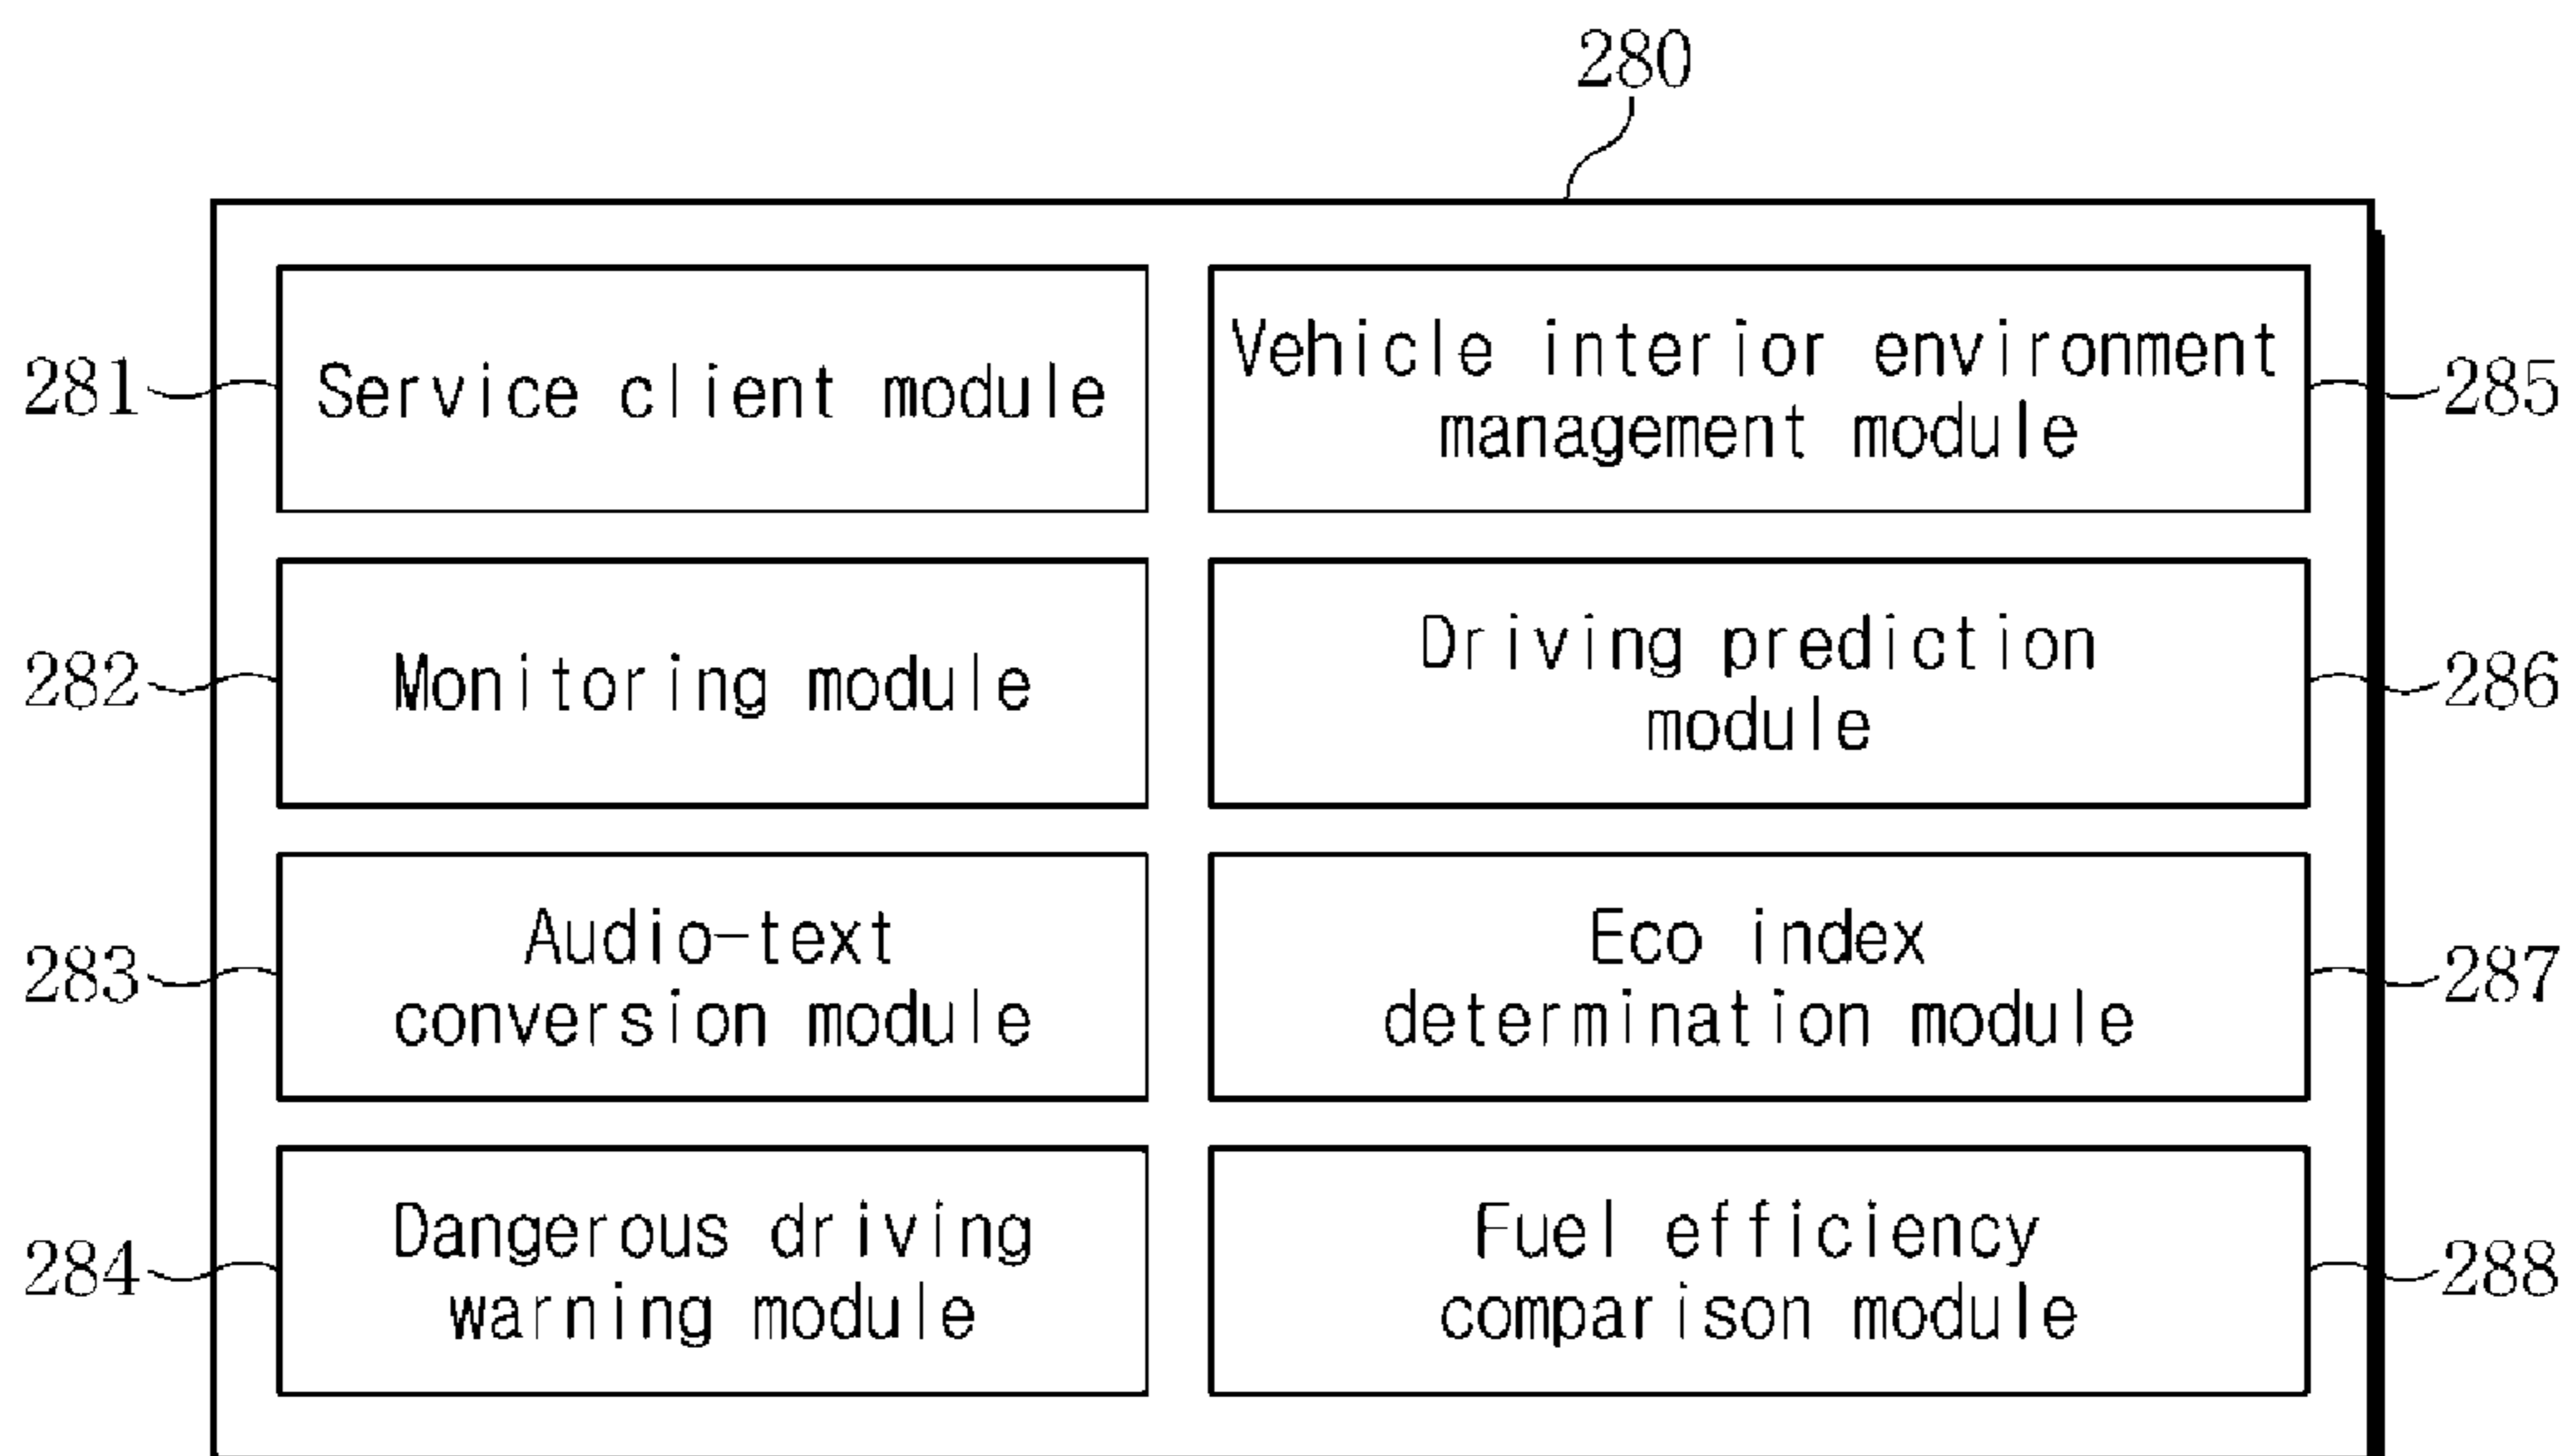 280
281
Service client module
Vehicle interior environment
management module
285
282
Monitoring module
Driving prediction
module
286
283
Audio-text
conversion module
Eco index
determination module
287
284
Dangerous driving
warning module
Fuel efficiency
comparison module
288